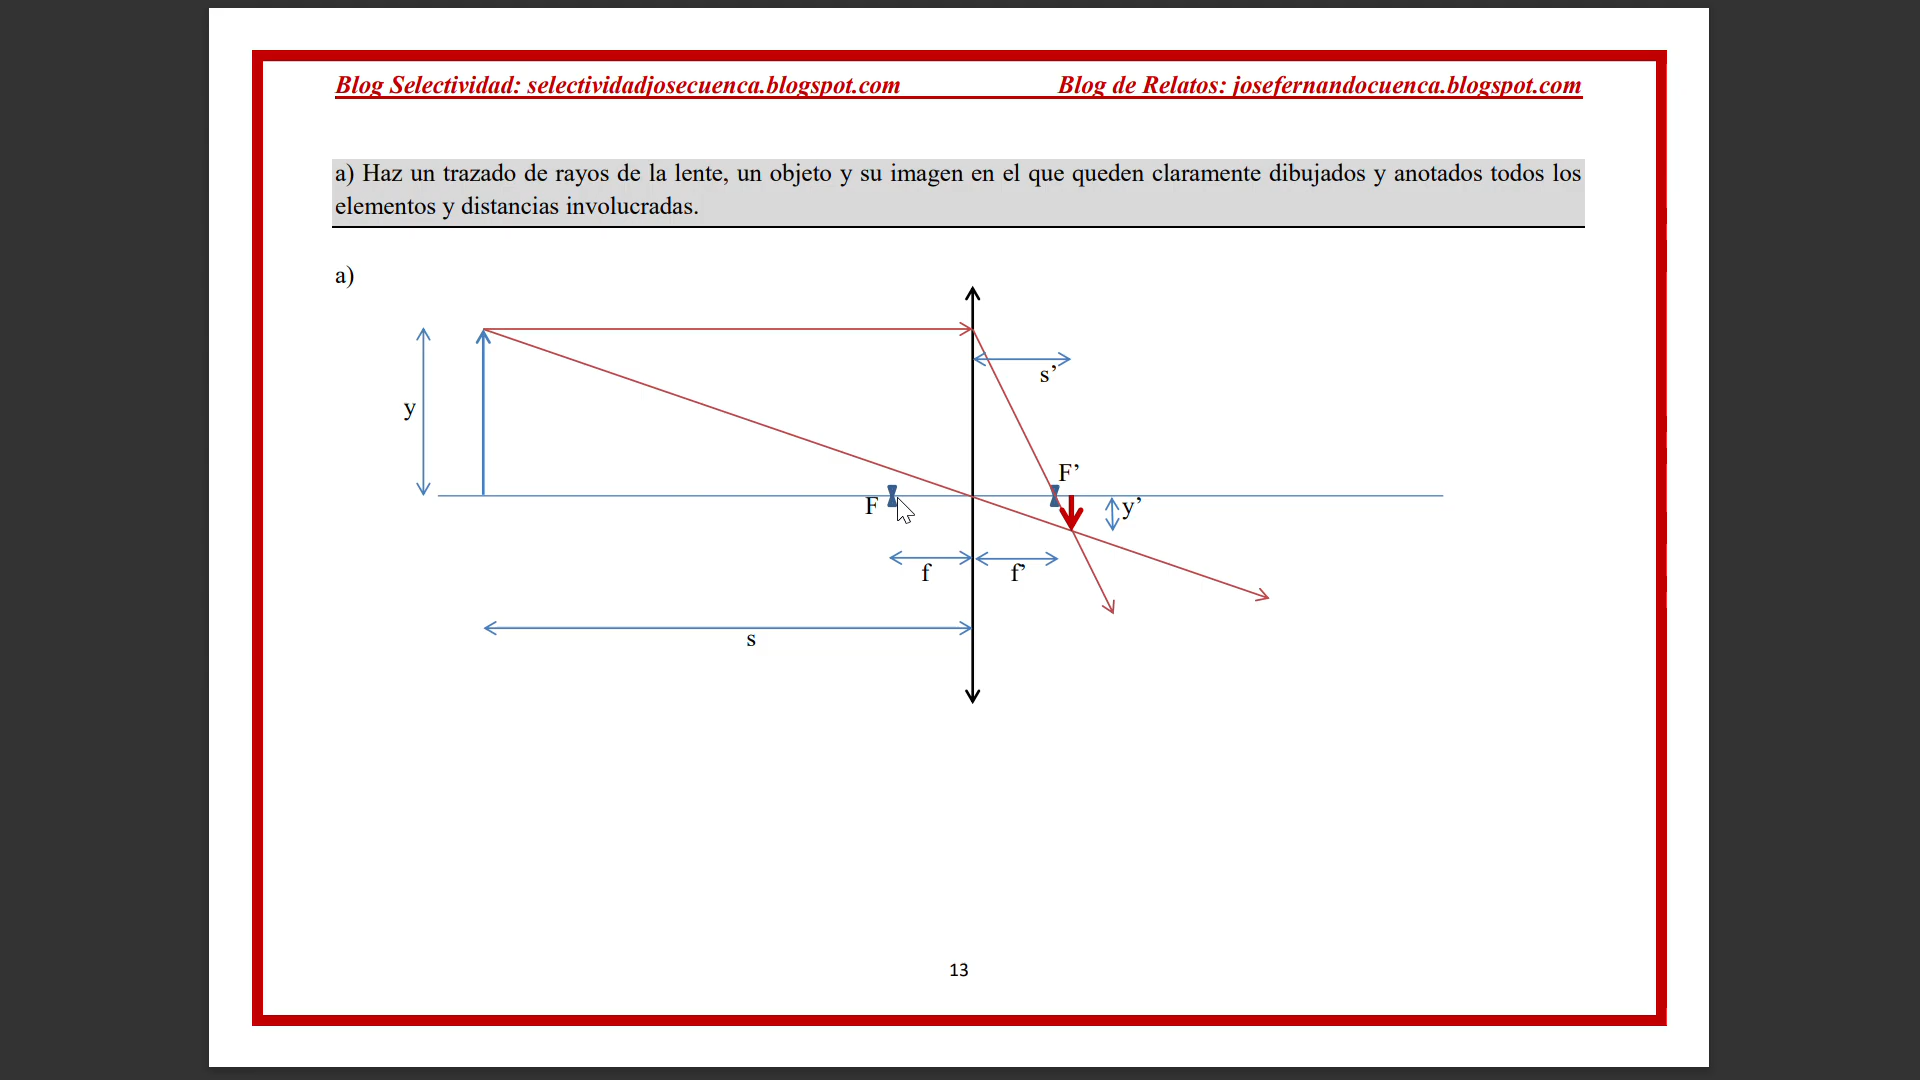 Blog Selectividad: selectividadjosecuenca.blogspot.com Blog de Relatos: josefernandocuenca.blogspot.com
a) Haz un trazado de rayos de la lente, un objeto y su imagen en el que queden claramente dibujados y anotados todos los
elementos y distancias involucradas.
a)
s’
y
F’
F
y’
f
f’
s
13